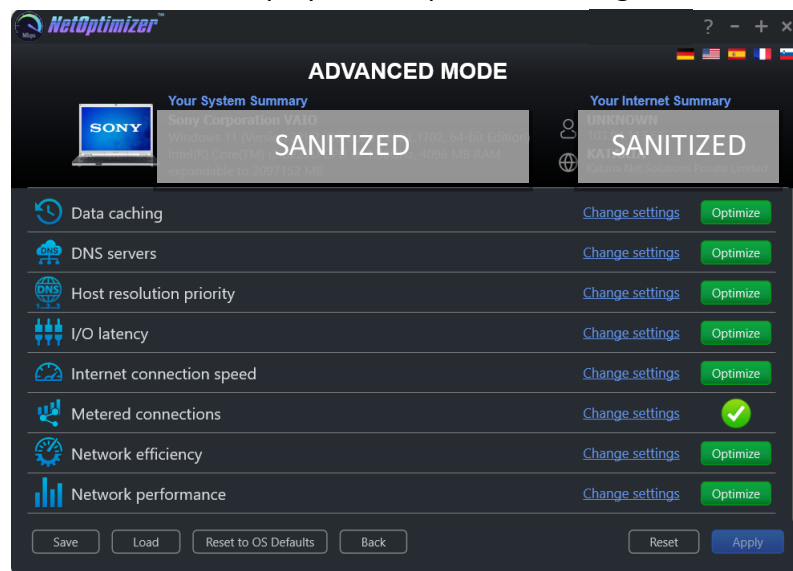 Mbps NetOptimizer™
? - + ×
ADVANCED MODE
Your System Summary
Your Internet Summary
SONY
SANITIZED
SANITIZED
Data caching Change settings Optimize
DNS DNS servers Change settings Optimize
DNS Host resolution priority Change settings Optimize
I/O latency Change settings Optimize
Internet connection speed Change settings Optimize
Metered connections Change settings
Network efficiency Change settings Optimize
Network performance Change settings Optimize
Save Load Reset to OS Defaults Back Reset Apply